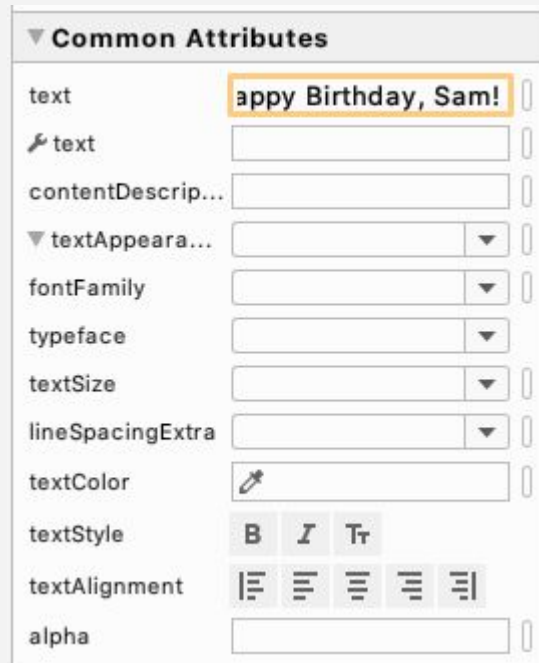 Common Attributes
text appy Birthday, Sam!
text
contentDescrip...
textAppeara...
fontFamily
typeface
textSize
lineSpacingExtra
textColor
textStyle B I Tт
textAlignment
alpha